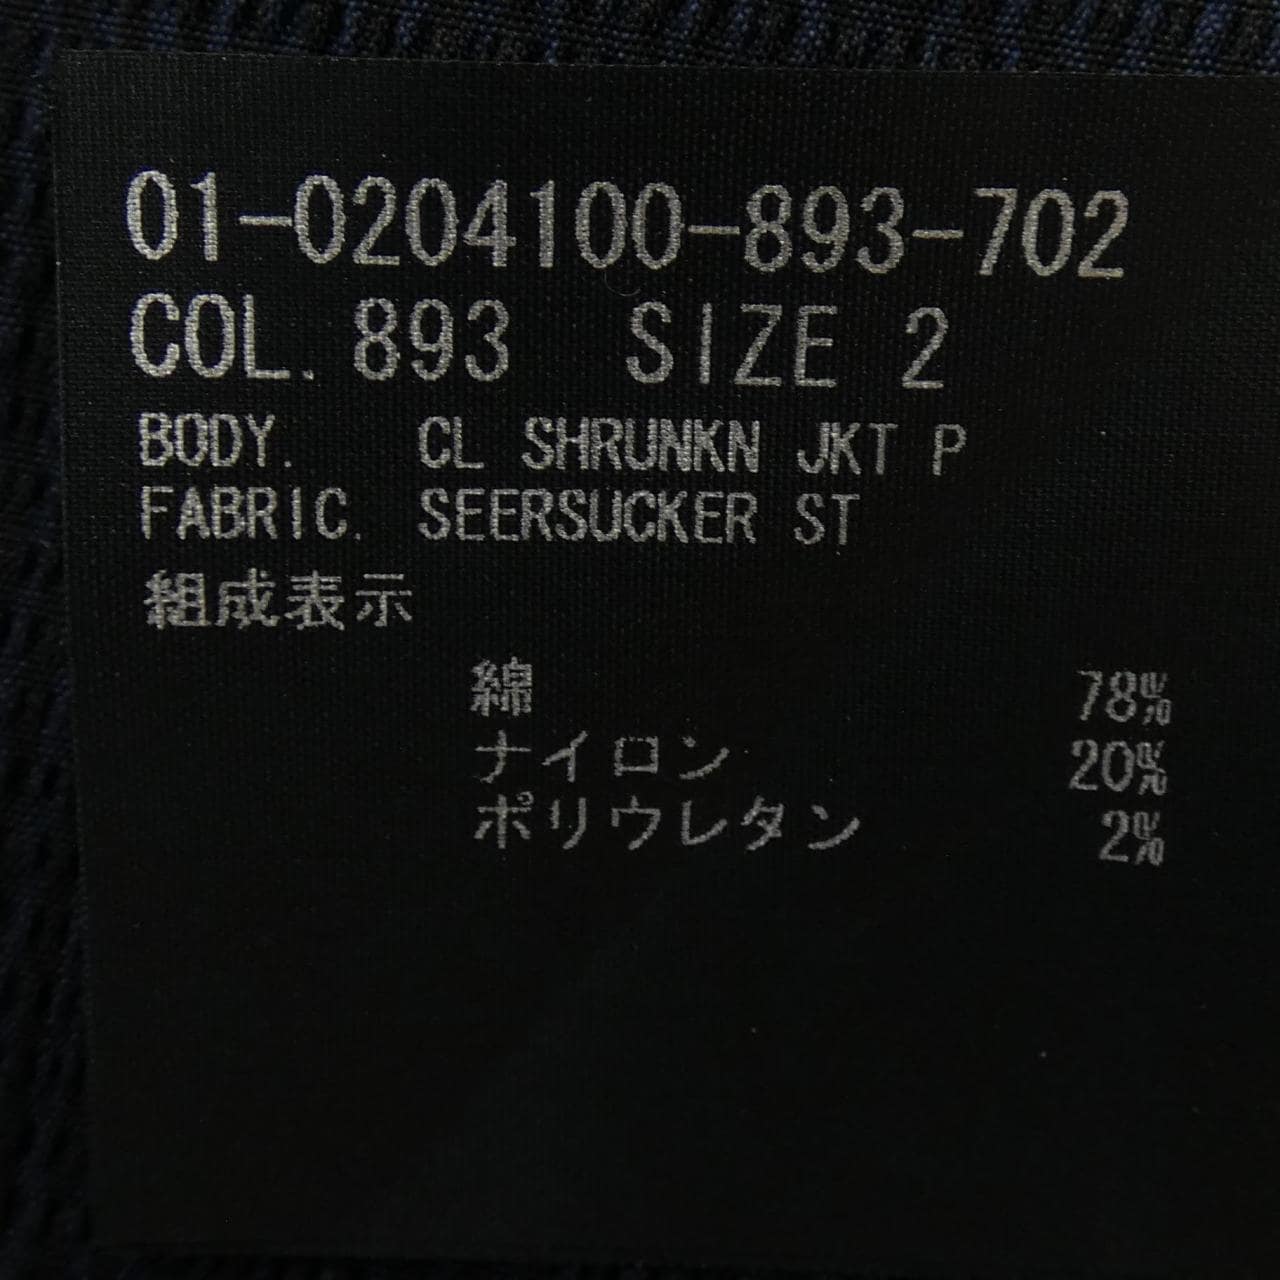 01-0204100-893-702
COL. 893 SIZE 2
BODY. CL SHRUNKN JKT P
FABRIC. SEERSUCKER ST
組成表示
綿 78%
ナイロン 20%
ポリウレタン 2%